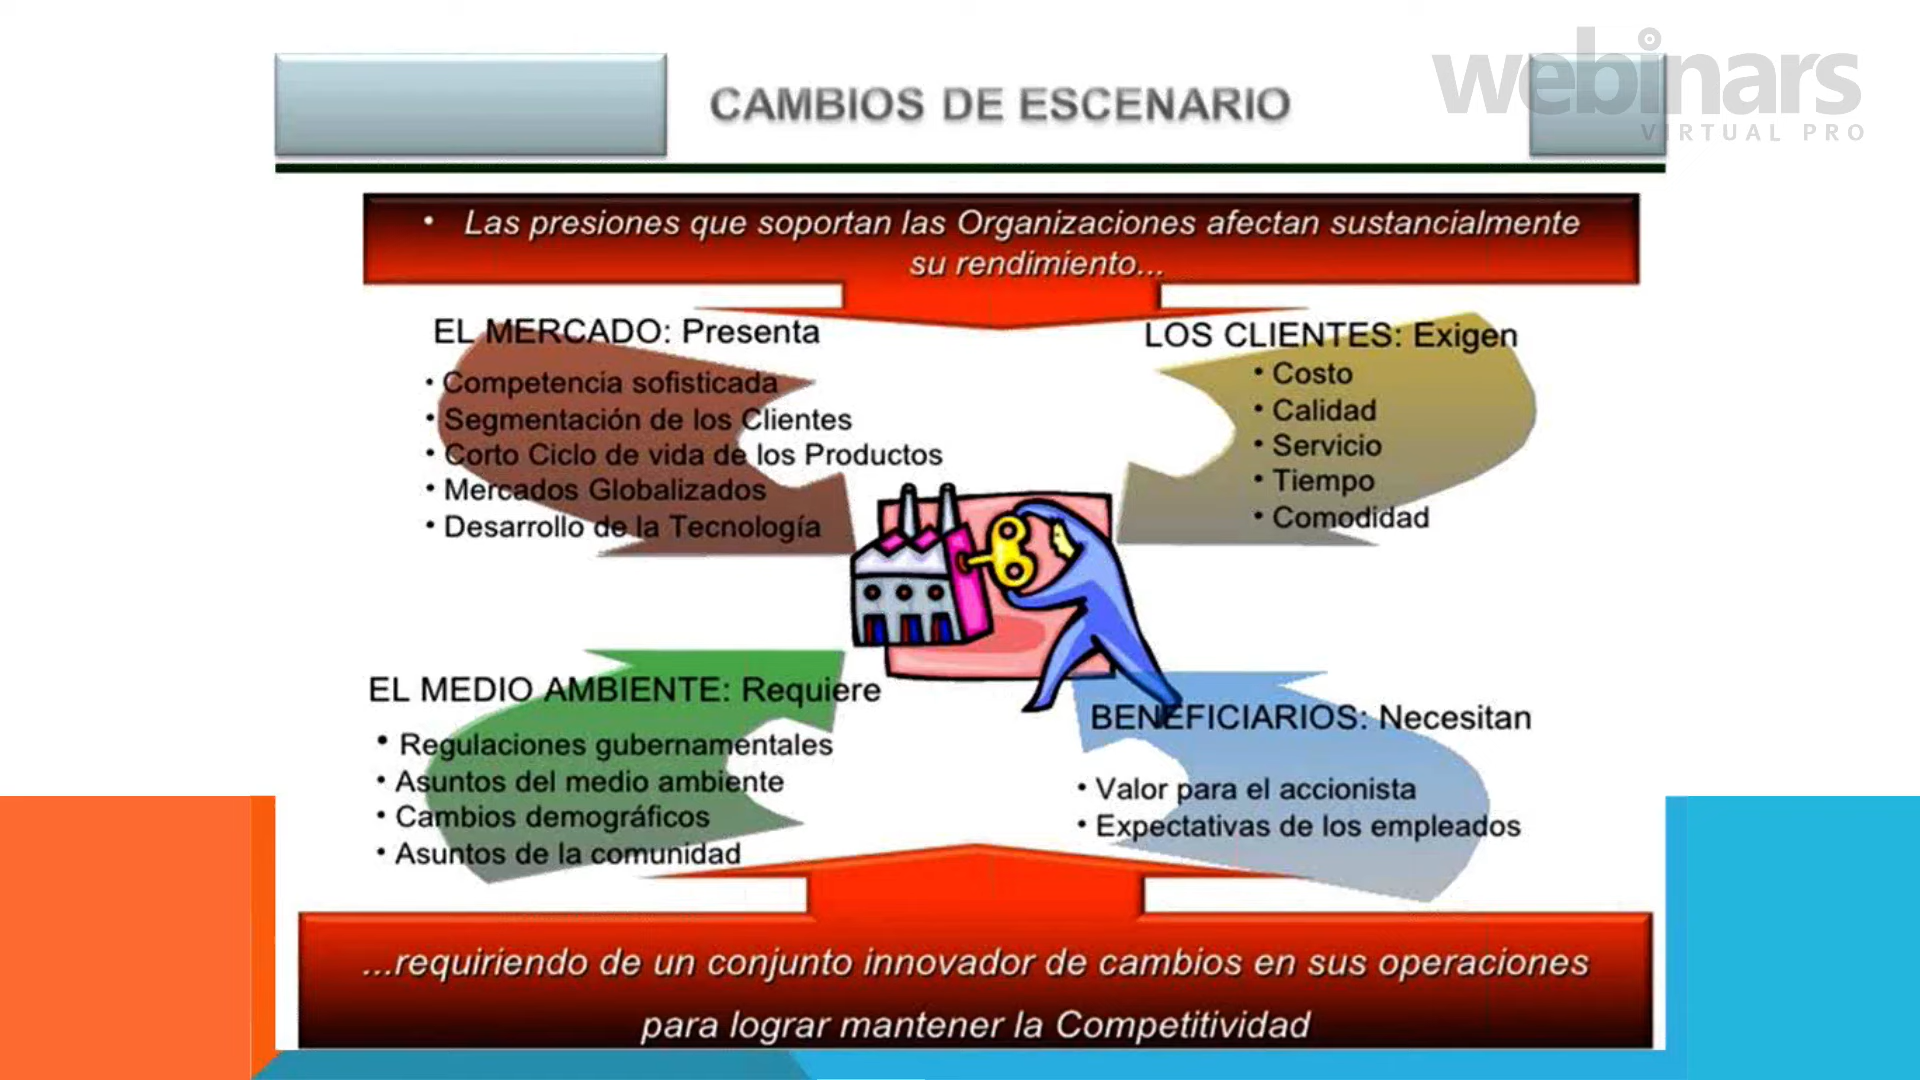 webinars
VIRTUAL PRO
CAMBIOS DE ESCENARIO
• Las presiones que soportan las Organizaciones afectan sustancialmente
su rendimiento...
EL MERCADO: Presenta
• Competencia sofisticada
• Segmentación de los Clientes
• Corto Ciclo de vida de los Productos
• Mercados Globalizados
• Desarrollo de la Tecnología
LOS CLIENTES: Exigen
• Costo
• Calidad
• Servicio
• Tiempo
• Comodidad
EL MEDIO AMBIENTE: Requiere
• Regulaciones gubernamentales
• Asuntos del medio ambiente
• Cambios demográficos
• Asuntos de la comunidad
BENEFICIARIOS: Necesitan
• Valor para el accionista
• Expectativas de los empleados
...requiriendo de un conjunto innovador de cambios en sus operaciones
para lograr mantener la Competitividad